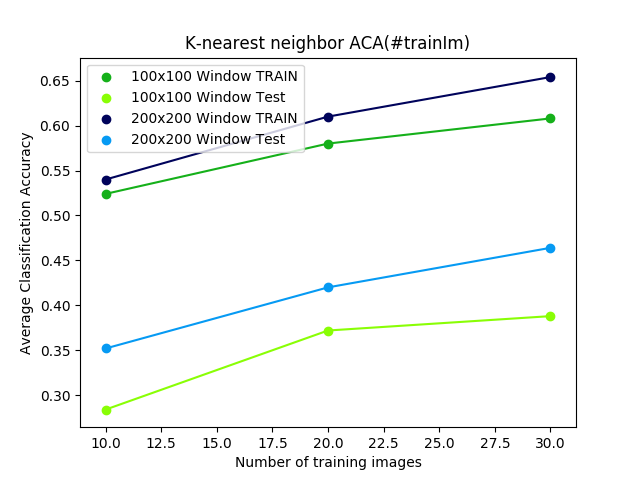 K-nearest neighbor ACA(#trainIm)
100x100 Window TRAIN
100x100 Window Test
200x200 Window TRAIN
200x200 Window Test
Average Classification Accuracy
0.65
0.60
0.55
0.50
0.45
0.40
0.35
0.30
10.0 12.5 15.0 17.5 20.0 22.5 25.0 27.5 30.0
Number of training images